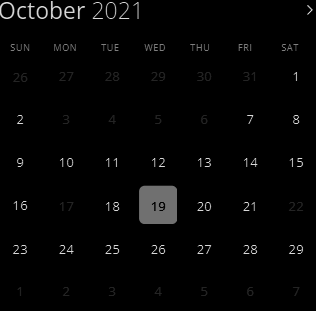 October 2021
SUN MON TUE WED THU FRI SAT
26 27 28 29 30 31 1
2 3 4 5 6 7 8
9 10 11 12 13 14 15
16 17 18 19 20 21 22
23 24 25 26 27 28 29
1 2 3 4 5 6 7